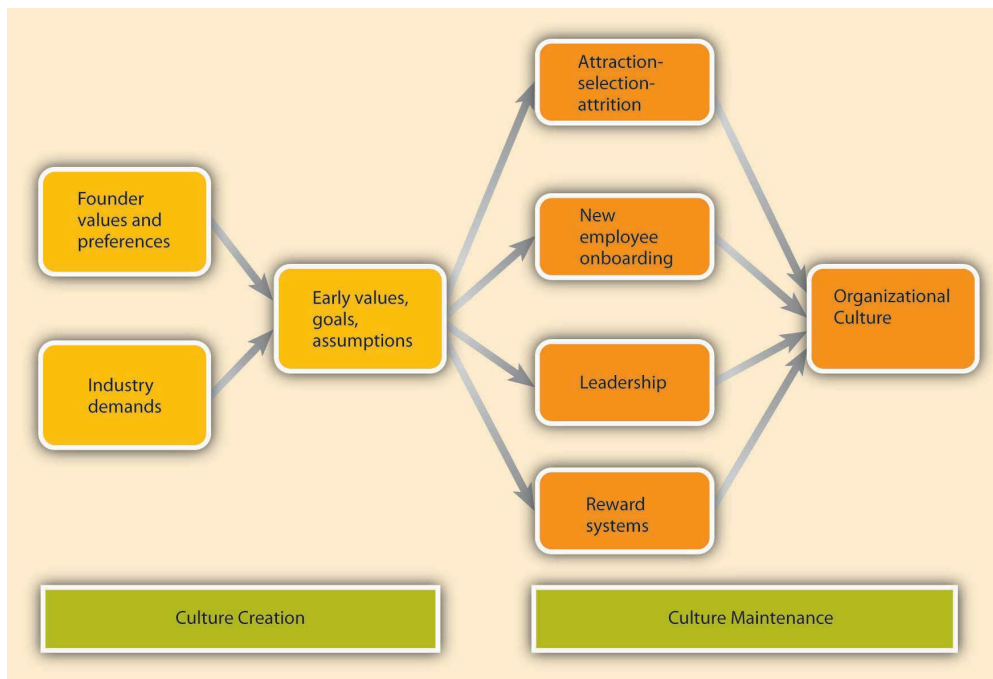 Founder
values and
preferences
Industry
demands
Early values,
goals,
assumptions
Attraction-
selection-
attrition
New
employee
onboarding
Leadership
Reward
systems
Organizational
Culture
Culture Creation
Culture Maintenance